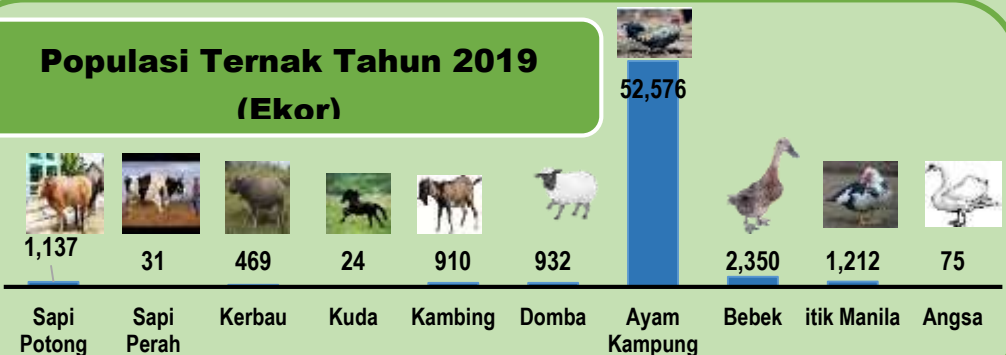 Populasi Ternak Tahun 2019
(Ekor)
52,576
1,137
31
469
24
910
932
2,350
1,212
75
Sapi
Potong
Sapi
Perah
Kerbau
Kuda
Kambing
Domba
Ayam
Kampung
Bebek
itik Manila
Angsa